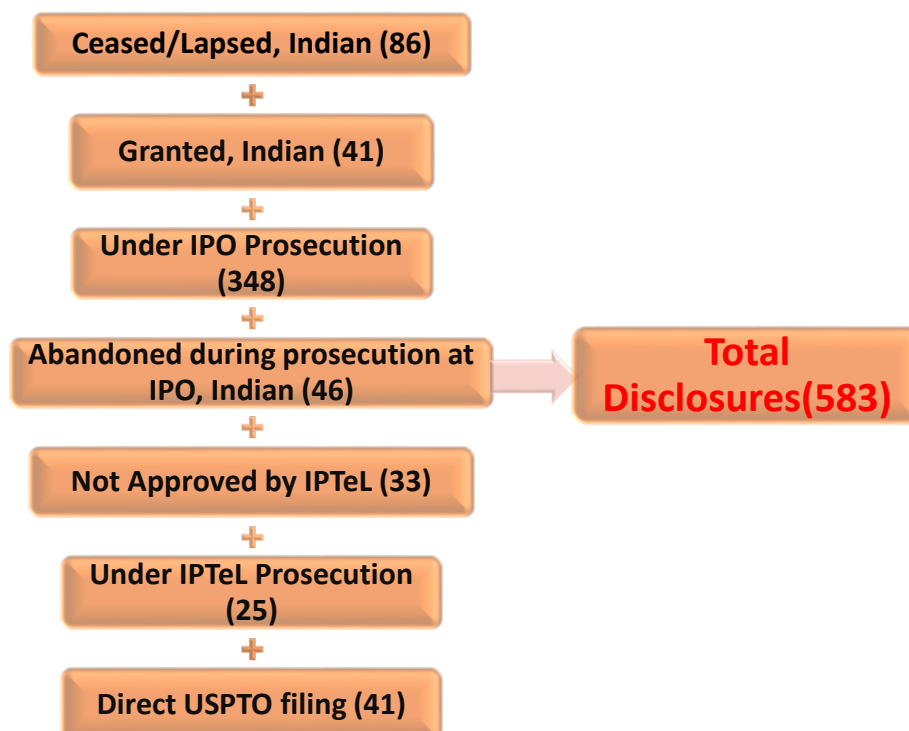 Ceased/Lapsed, Indian (86)
+
Granted, Indian (41)
+
Under IPO Prosecution
(348)
+
Abandoned during prosecution at
IPO, Indian (46)
+
Not Approved by IPTeL (33)
+
Under IPTeL Prosecution
(25)
+
Direct USPTO filing (41)
Total
Disclosures(583)